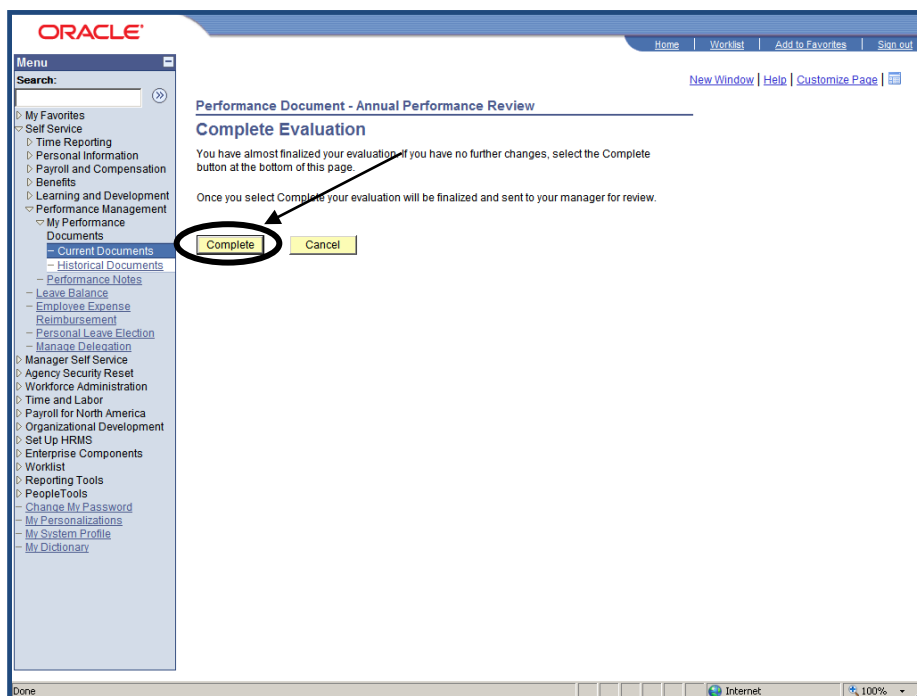 ORACLE
Home | Worklist | Add to Favorites | Sign out
Menu
Search:
New Window | Help | Customize Page |
My Favorites
Self Service
Time Reporting
Personal Information
Payroll and Compensation
Benefits
Learning and Development
Performance Management
My Performance
Documents
– Current Documents
– Historical Documents
– Performance Notes
– Leave Balance
– Employee Expense
Reimbursement
– Personal Leave Election
– Manage Delegation
Manager Self Service
Agency Security Reset
Workforce Administration
Time and Labor
Payroll for North America
Organizational Development
Set Up HRMS
Enterprise Components
Worklist
Reporting Tools
PeopleTools
– Change My Password
– My Personalizations
– My System Profile
– My Dictionary
Performance Document - Annual Performance Review
Complete Evaluation
You have almost finalized your evaluation. If you have no further changes, select the Complete
button at the bottom of this page.
Once you select Complete your evaluation will be finalized and sent to your manager for review.
Complete Cancel
Done Internet 100%